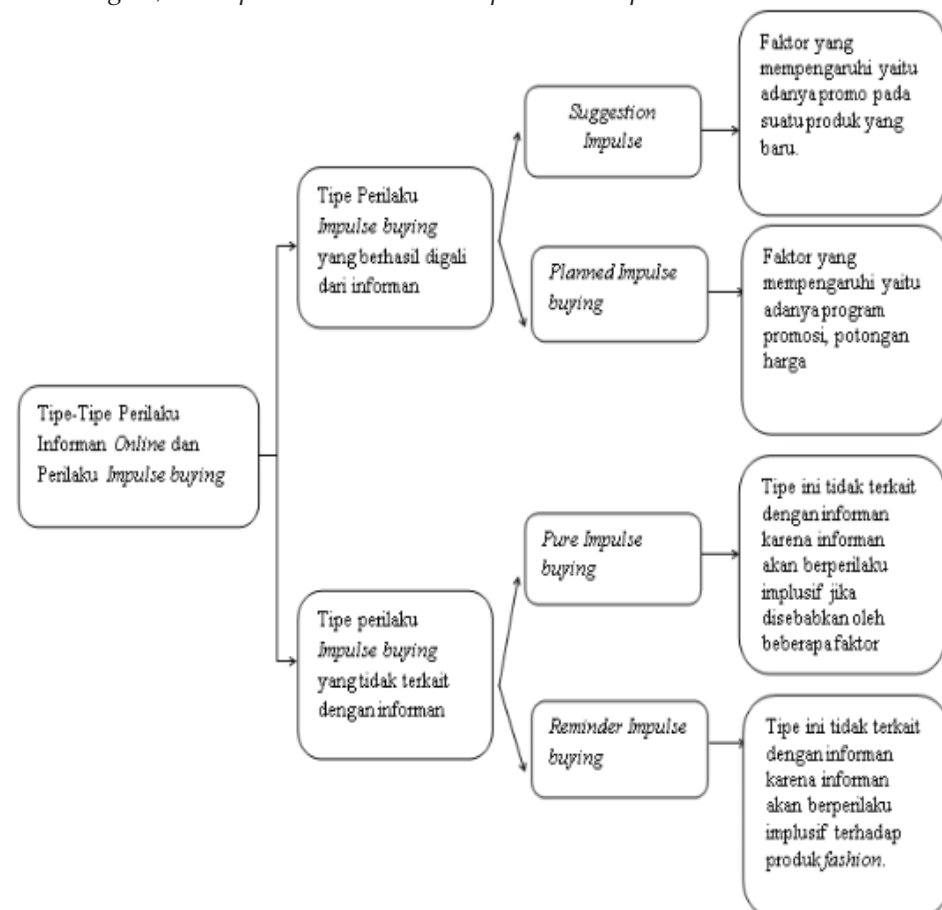 Faktor yang
mempengaruhi yaitu
adanya promo pada
suatu produk yang
baru.
Suggestion
Impulse
Tipe Perilaku
Impulse buying
yang berhasil digali
dari informan
Planned Impulse
buying
Faktor yang
mempengaruhi yaitu
adanya program
promosi, potongan
harga
Tipe-Tipe Perilaku
Informan Online dan
Perilaku Impulse buying
Pure Impulse
buying
Tipe ini tidak terkait
dengan informan
karena informan
akan berperilaku
implusif jika
disebabkan oleh
beberapa faktor
Tipe perilaku
Impulse buying
yang tidak terkait
dengan informan
Reminder Impulse
buying
Tipe ini tidak terkait
dengan informan
karena informan
akan berperilaku
implusif terhadap
produk fashion.